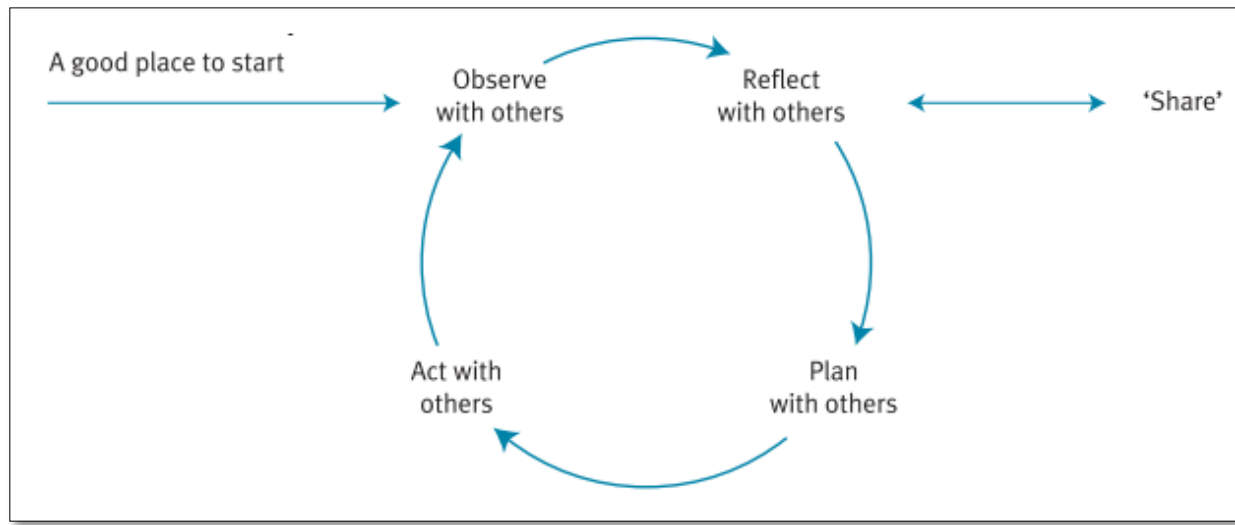 A good place to start
Observe
with others
Reflect
with others
‘Share’
Act with
others
Plan
with others